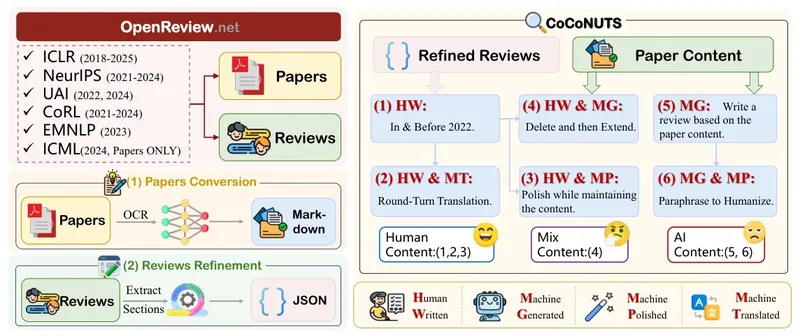 OpenReview.net
✓ ICLR (2018-2025)
✓ NeurIPS (2021-2024)
✓ UAI (2022, 2024)
✓ CoRL (2021-2024)
✓ EMNLP (2023)
✓ ICML(2024, Papers ONLY)
Papers
Reviews
(1) Papers Conversion
Papers
OCR
Mark-
down
(2) Reviews Refinement
Reviews
Extract
Sections
{ } JSON
CoCoNUTS
{ } Refined Reviews
Paper Content
(1) HW:
In & Before 2022.
(4) HW & MG:
Delete and then Extend.
(5) MG: Write a
review based on the
paper content.
(2) HW & MT:
Round-Turn Translation.
(3) HW & MP:
Polish while maintaining
the content.
(6) MG & MP:
Paraphrase to Humanize.
Human
Content:(1,2,3)
Mix
Content:(4)
AI
Content:(5, 6)
Human
Written
Machine
Generated
Machine
Polished
A
Machine
Translated